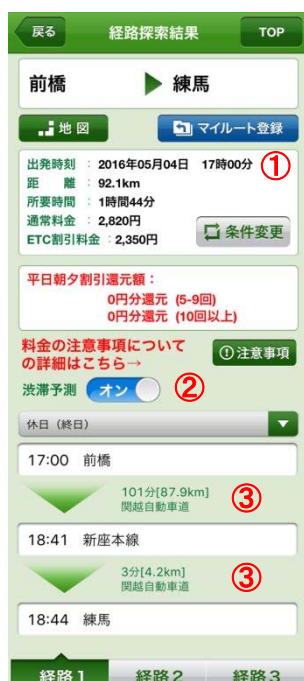 戻る 経路探索結果 TOP
前橋 ▶ 練馬
地図 マイルート登録
出発時刻 : 2016年05月04日 17時00分 ①
距 離 : 92.1km
所要時間 : 1時間44分
通常料金 : 2,820円
ETC割引料金 : 2,350円
条件変更
平日朝夕割引還元額：
0円分還元 (5-9回)
0円分還元 (10回以上)
料金の注意事項について
の詳細はこちら→
注意事項
渋滞予測 オン ②
休日（終日）
17:00 前橋
101分[87.9km]
関越自動車道
③
18:41 新座本線
3分[4.2km]
関越自動車道
③
18:44 練馬
経路1 経路2 経路3